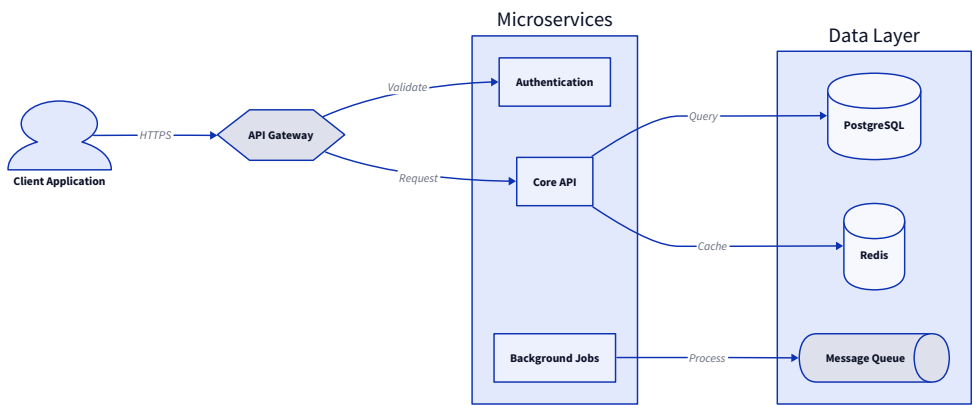 Microservices
Data Layer
Authentication
Validate
PostgreSQL
Query
HTTPS
API Gateway
Client Application
Request
Core API
Cache
Redis
Background Jobs
Process
Message Queue